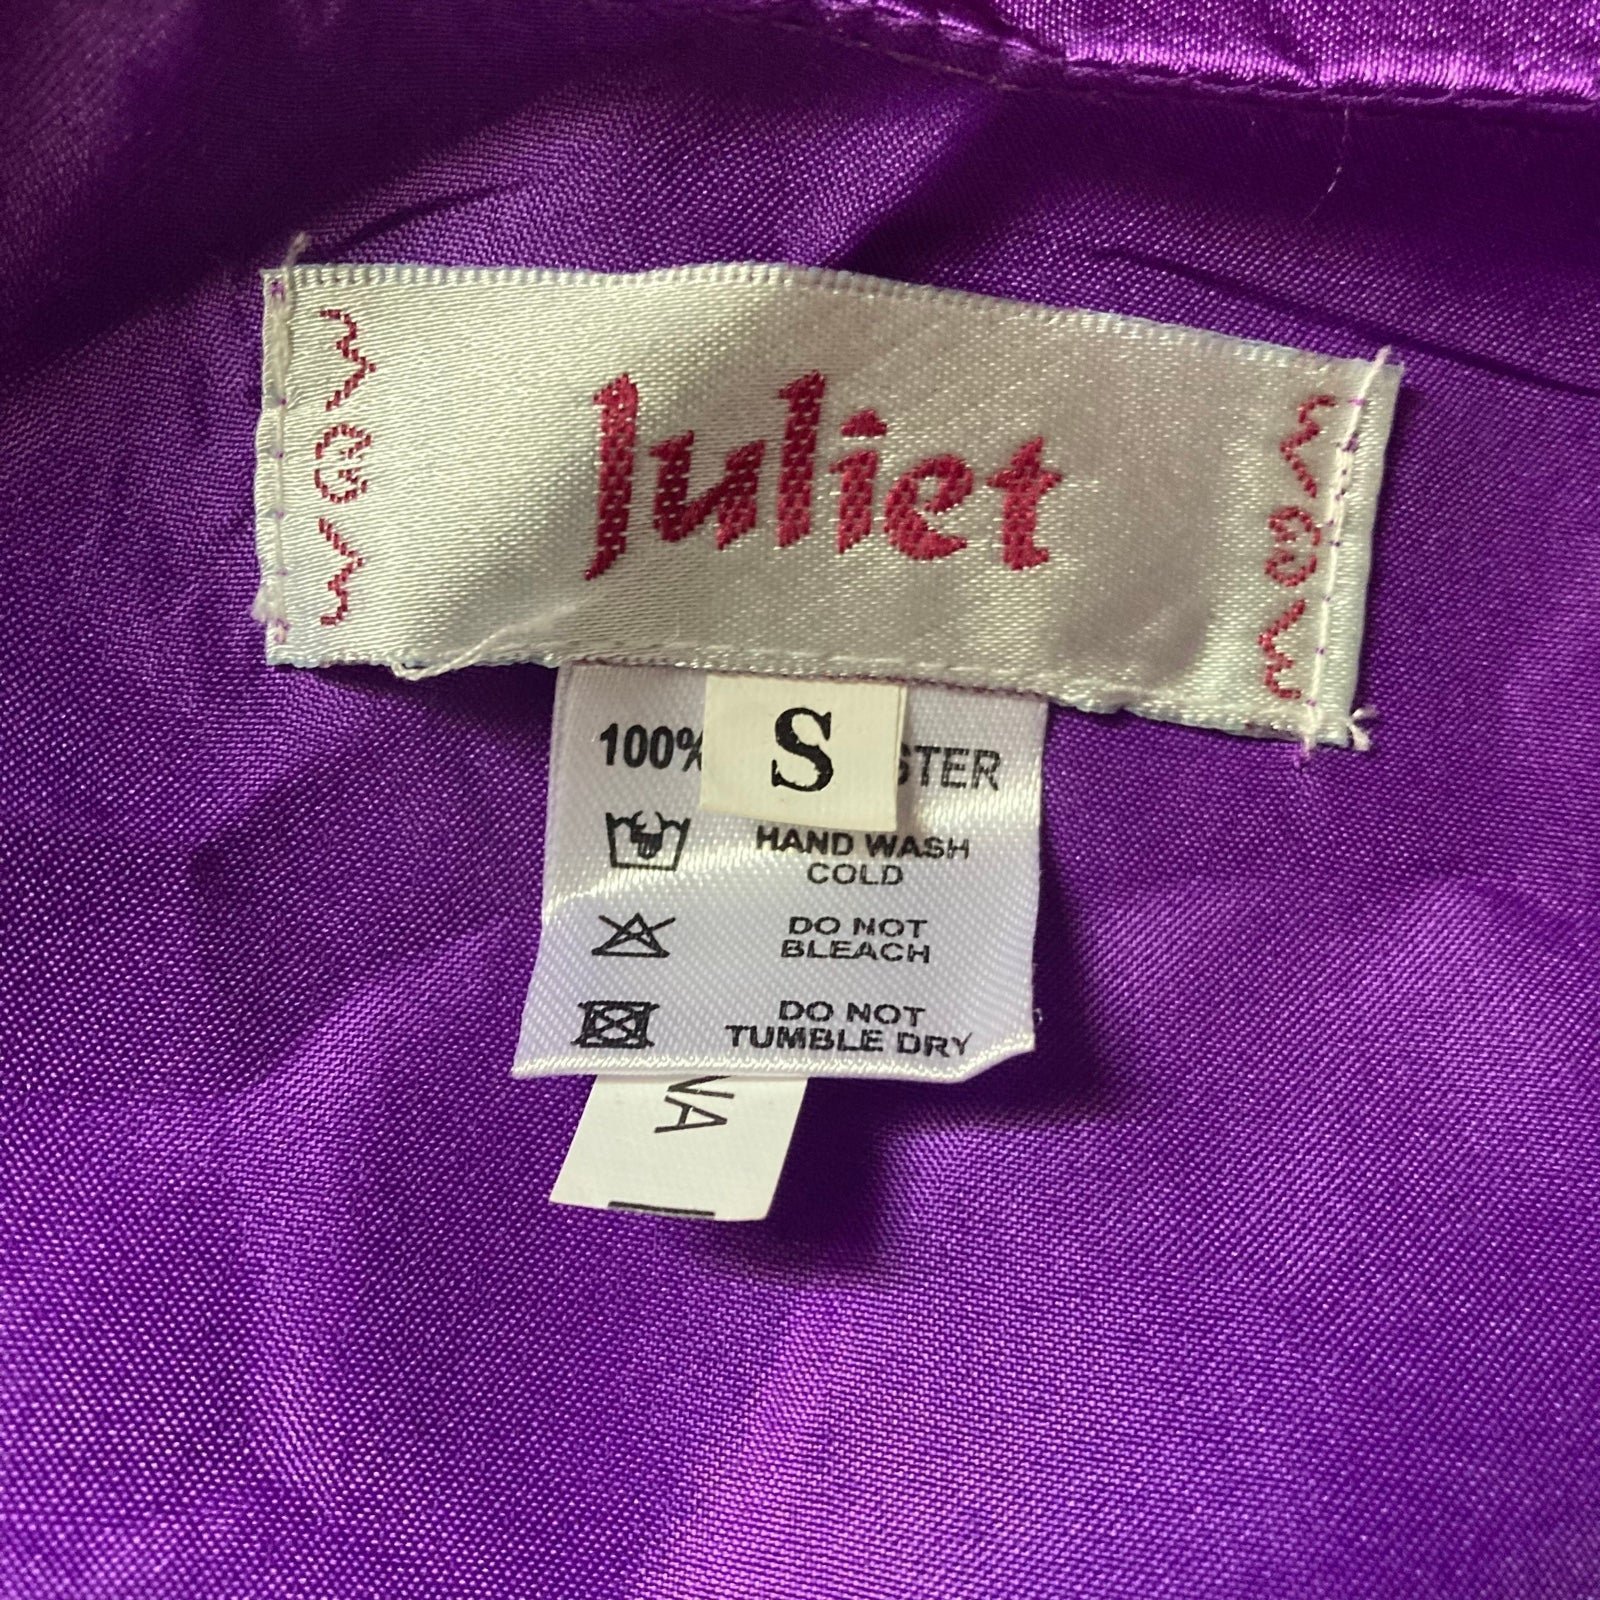 Juliet
S
100% STER
HAND WASH
COLD
DO NOT
BLEACH
DO NOT
TUMBLE DRY